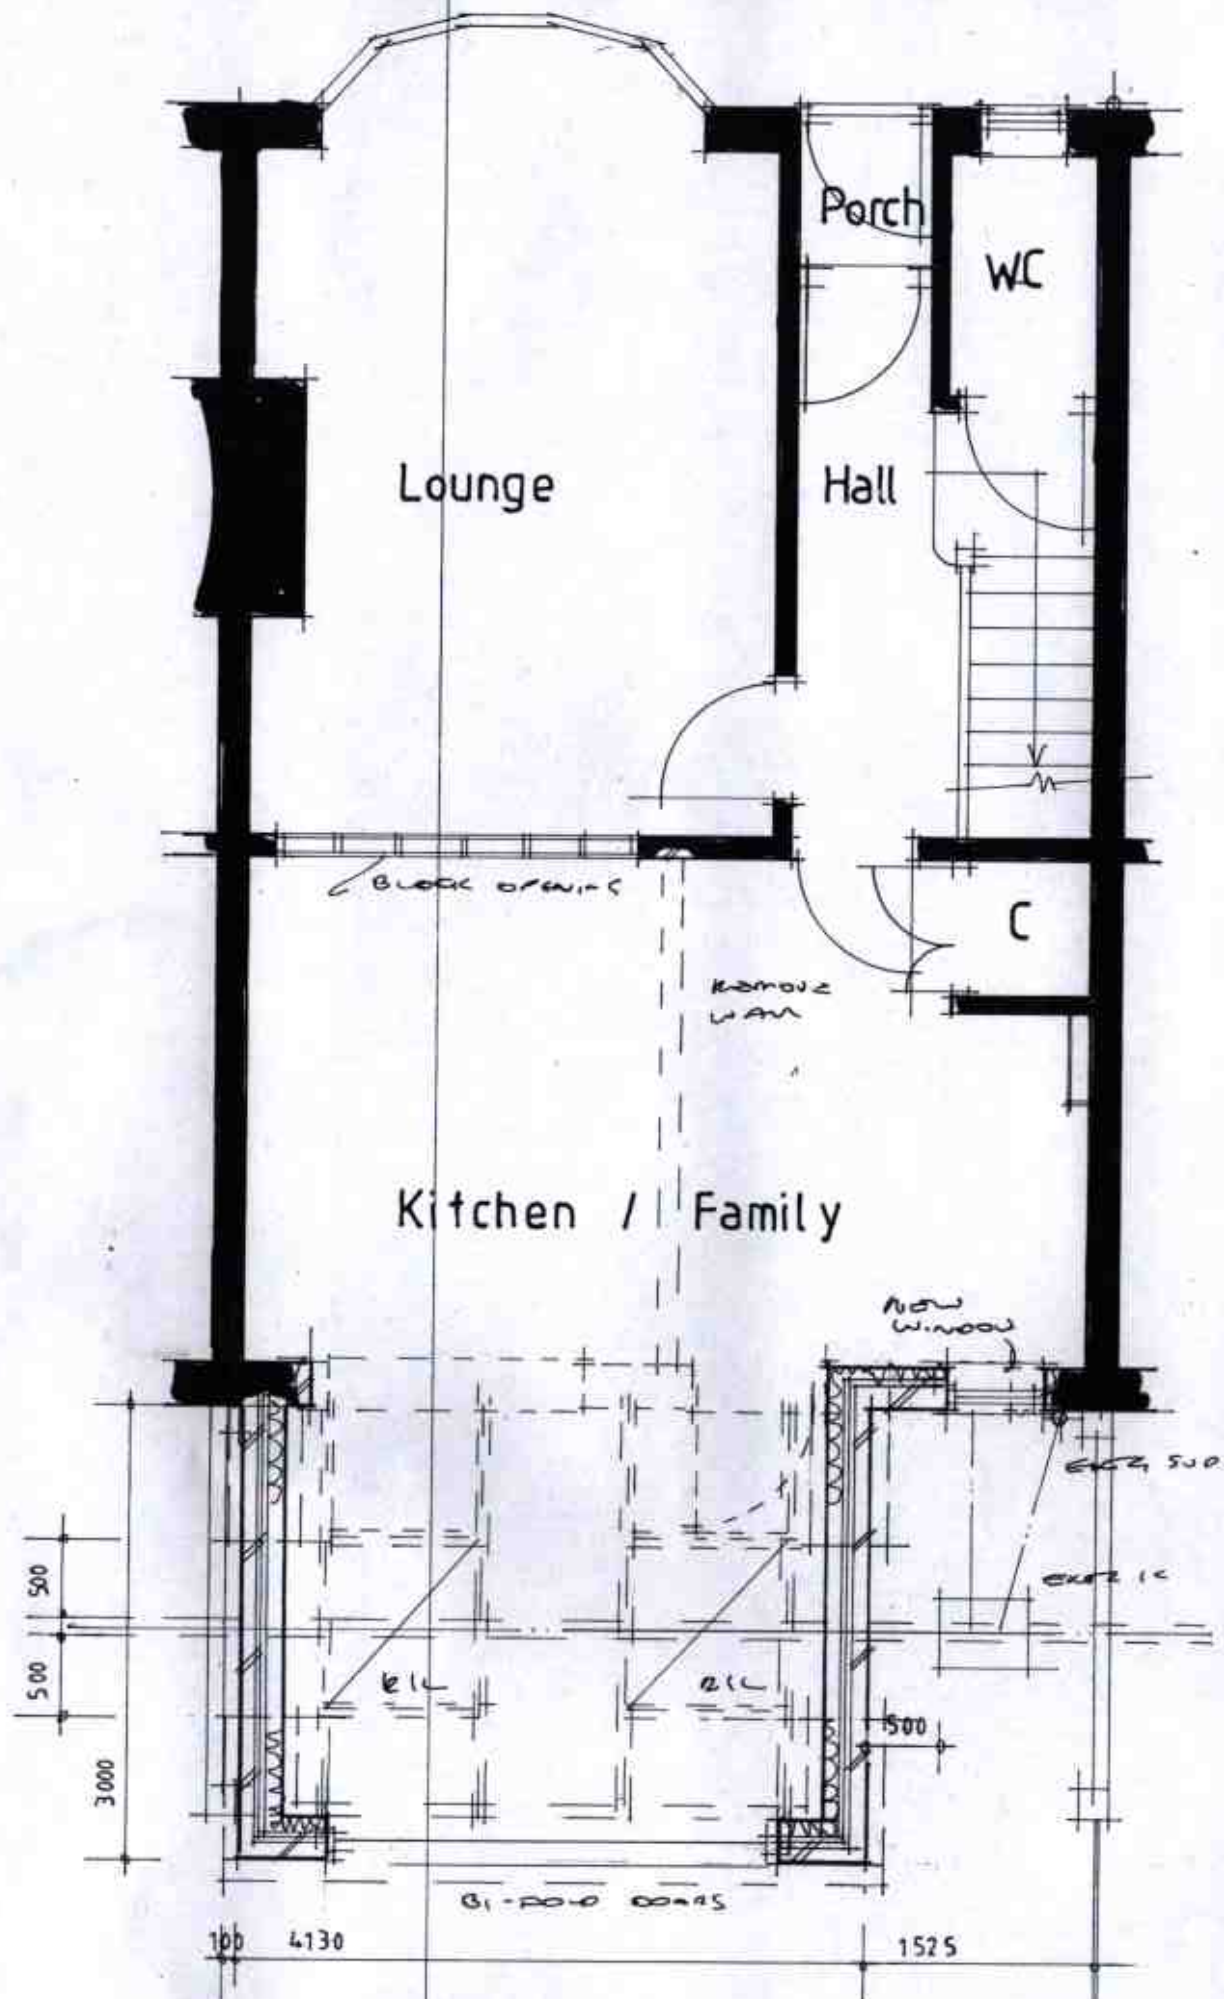 Porch
WC
Lounge
Hall
BLOCK OPENING
C
REMOVE
WALL
Kitchen / Family
NEW
WINDOW
500
500
3000
R/L
R/L
500
BI-FOLD DOORS
100
4130
1525